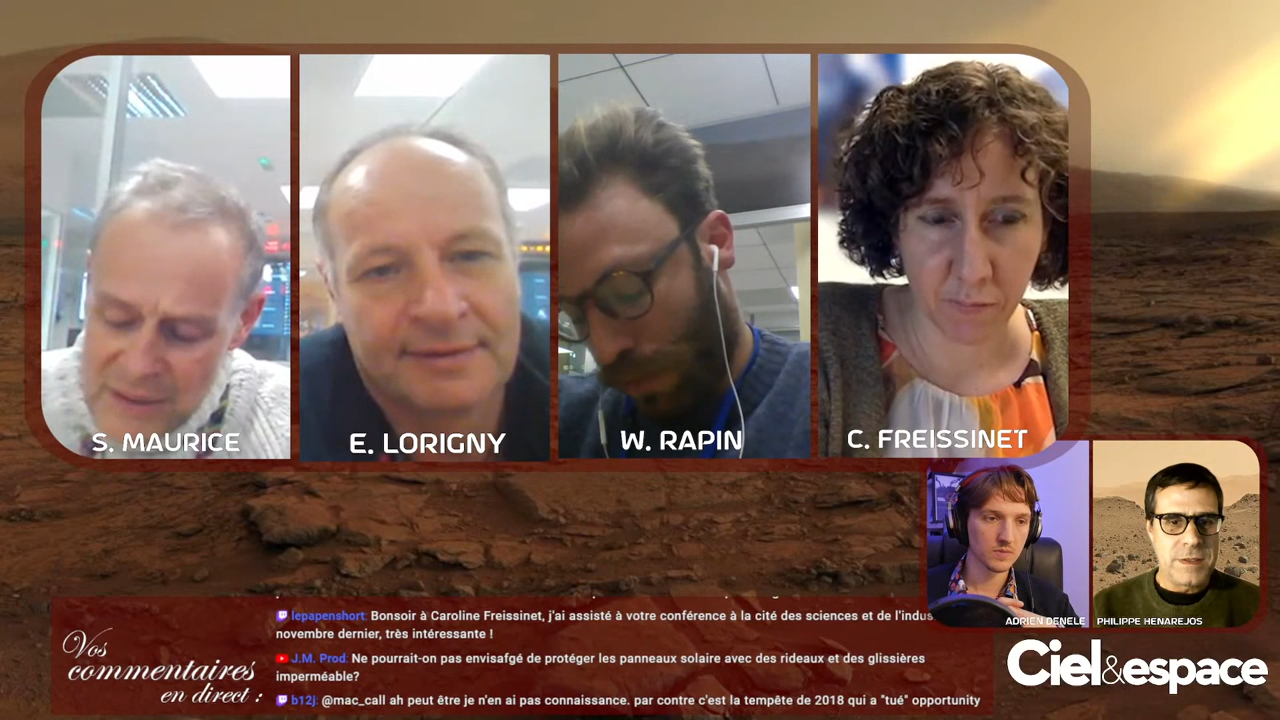 S. MAURICE
E. LORIGNY
W. RAPIN
C. FREISSINET
ADRIEN DENELE
PHILIPPE HENAREJOS
Vos
commentaires
en direct :
lepapenshort: Bonsoir à Caroline Freissinet, j'ai assisté à votre conférence à la cité des sciences et de l'indus
novembre dernier, très intéressante !
J.M. Prod: Ne pourrait-on pas envisafgé de protéger les panneaux solaire avec des rideaux et des glissières
imperméable?
b12j: @mac_call ah peut être je n'en ai pas connaissance. par contre c'est la tempête de 2018 qui a "tué" opportunity
Ciel&espace